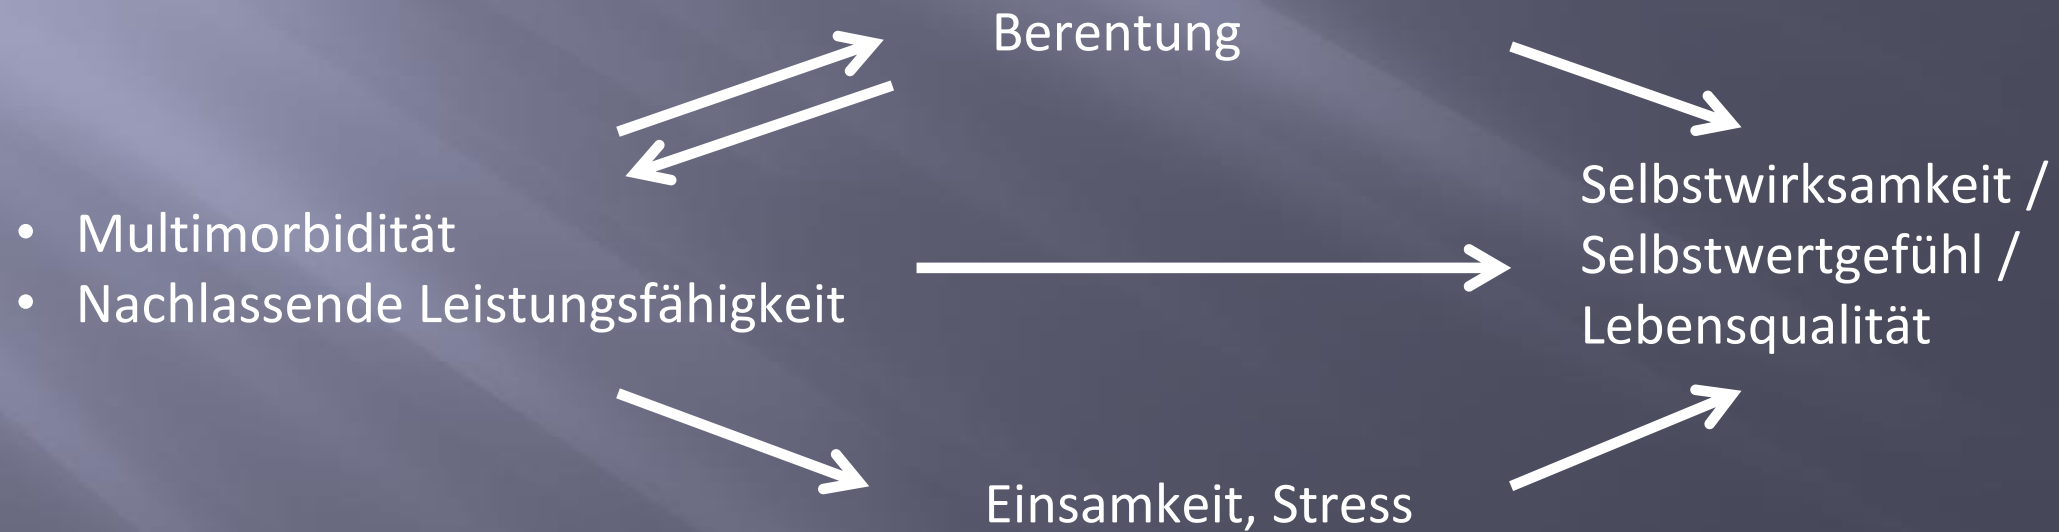 Berentung
• Multimorbidität
• Nachlassende Leistungsfähigkeit
Selbstwirksamkeit /
Selbstwertgefühl /
Lebensqualität
Einsamkeit, Stress